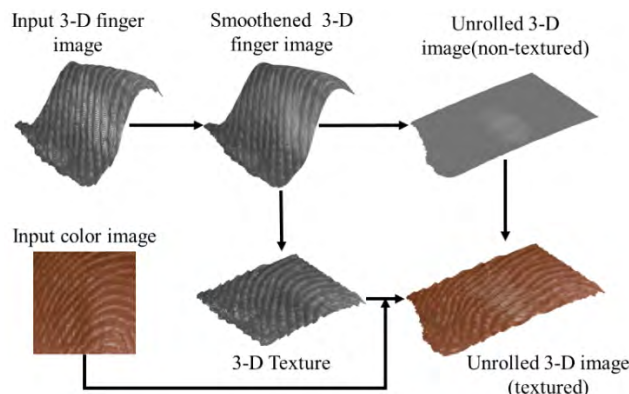 Input 3-D finger
image
Smoothened 3-D
finger image
Unrolled 3-D
image(non-textured)
Input color image
3-D Texture
Unrolled 3-D image
(textured)